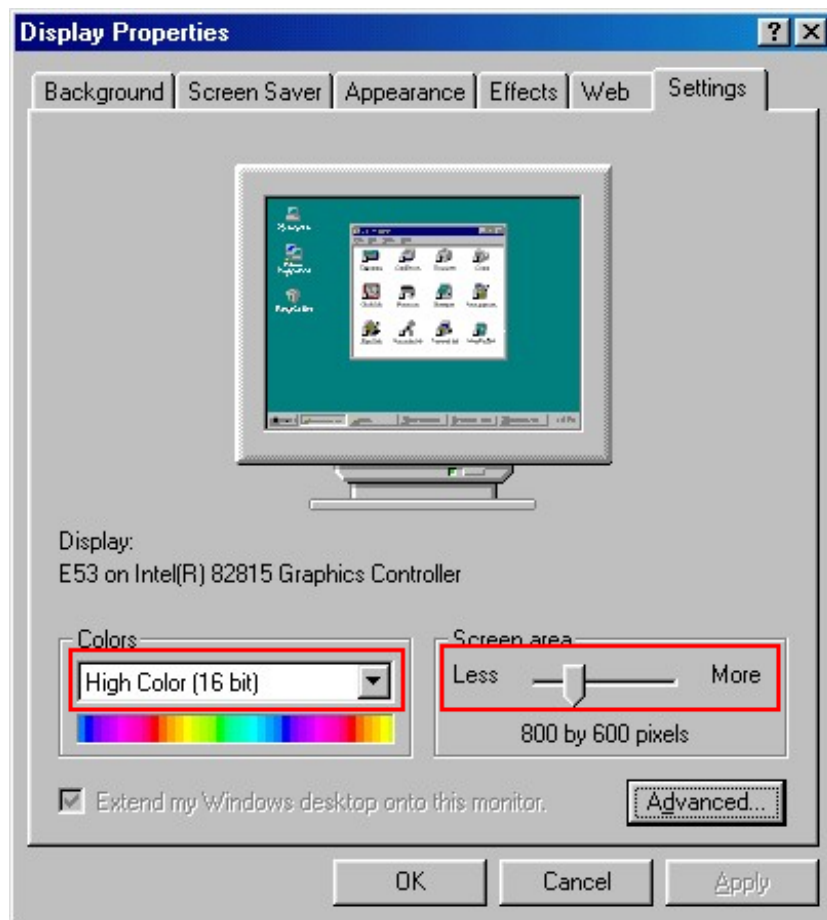 Display Properties
Background Screen Saver Appearance Effects Web Settings
Display:
E53 on Intel(R) 82815 Graphics Controller
Colors
Screen area
High Color (16 bit)
Less More
800 by 600 pixels
Extend my Windows desktop onto this monitor.
Advanced...
OK Cancel Apply